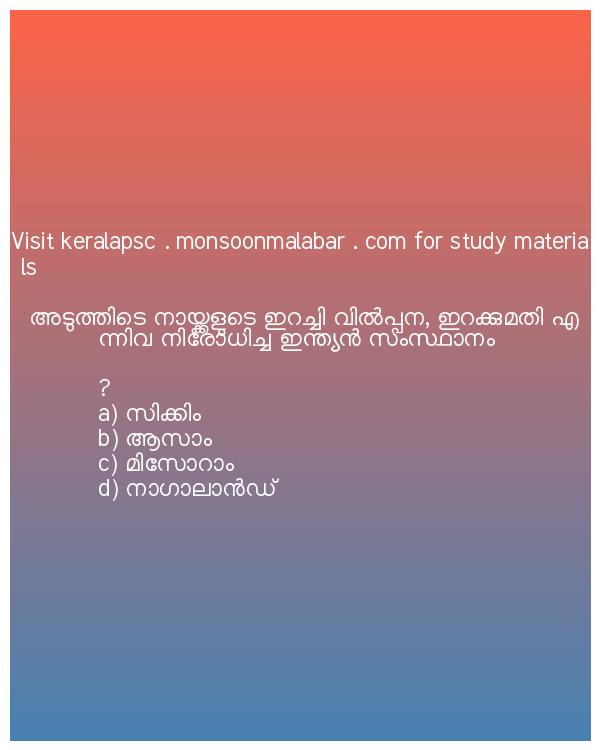 Visit keralapsc . monsoonmalabar . com for study materia
ls
അടുത്തിടെ നായ്ക്കളുടെ ഇറച്ചി വിൽപ്പന, ഇറക്കുമതി എ
ന്നിവ നിരോധിച്ച ഇന്ത്യൻ സംസ്ഥാനം
?
a) സിക്കിം
b) ആസാം
c) മിസോറാം
d) നാഗാലാൻഡ്